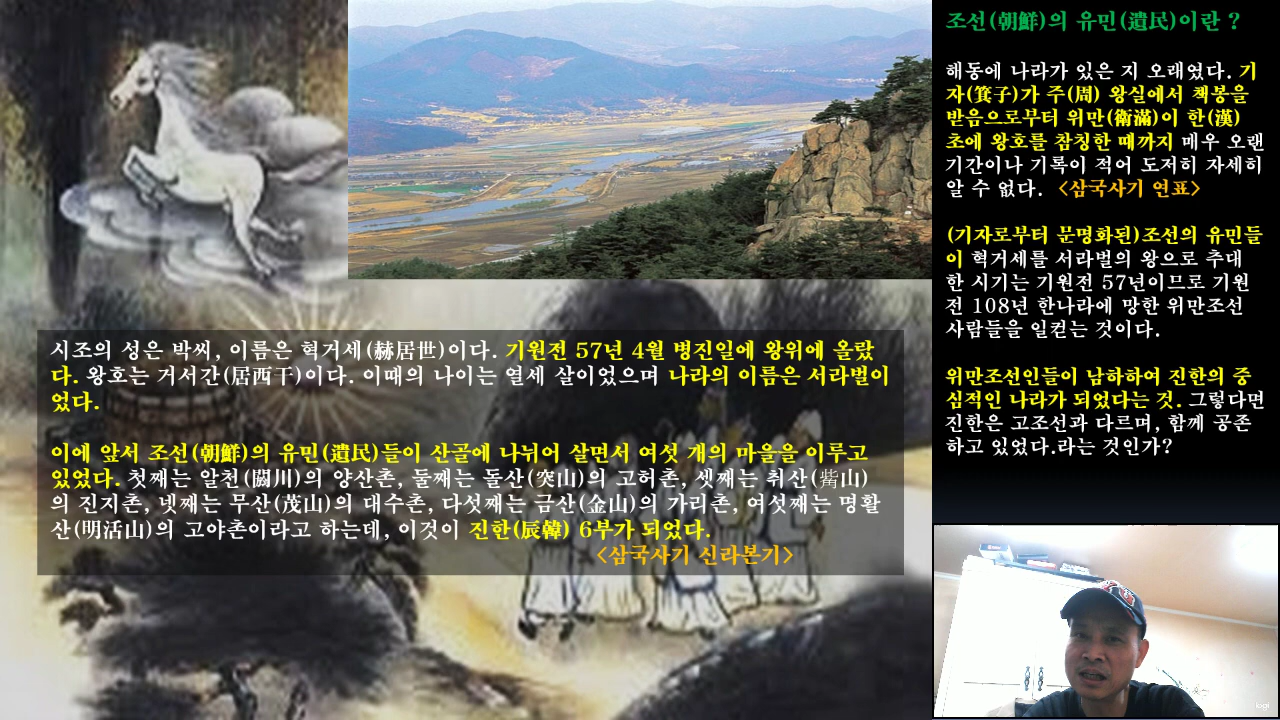 조선(朝鮮)의 유민(遺民)이란 ?
해동에 나라가 있은 지 오래였다. 기
자(箕子)가 주(周) 왕실에서 책봉을
받음으로부터 위만(衛滿)이 한(漢)
초에 왕호를 참칭한 때까지 매우 오랜
기간이나 기록이 적어 도저히 자세히
알 수 없다. <삼국사기 연표>
(기자로부터 문명화된)조선의 유민들
이 혁거세를 서라벌의 왕으로 추대
한 시기는 기원전 57년이므로 기원
전 108년 한나라에 망한 위만조선
사람들을 일컫는 것이다.
위만조선인들이 남하하여 진한의 중
심적인 나라가 되었다는 것. 그렇다면
진한은 고조선과 다르며, 함께 공존
하고 있었다.라는 것인가?
시조의 성은 박씨, 이름은 혁거세(赫居世)이다. 기원전 57년 4월 병진일에 왕위에 올랐
다. 왕호는 거서간(居西干)이다. 이때의 나이는 열세 살이었으며 나라의 이름은 서라벌이
었다.
이에 앞서 조선(朝鮮)의 유민(遺民)들이 산골에 나뉘어 살면서 여섯 개의 마을을 이루고
있었다. 첫째는 알천(閼川)의 양산촌, 둘째는 돌산(突山)의 고허촌, 셋째는 취산(觜山)
의 진지촌, 넷째는 무산(茂山)의 대수촌, 다섯째는 금산(金山)의 가리촌, 여섯째는 명활
산(明活山)의 고야촌이라고 하는데, 이것이 진한(辰韓) 6부가 되었다.
<삼국사기 신라본기>
logi